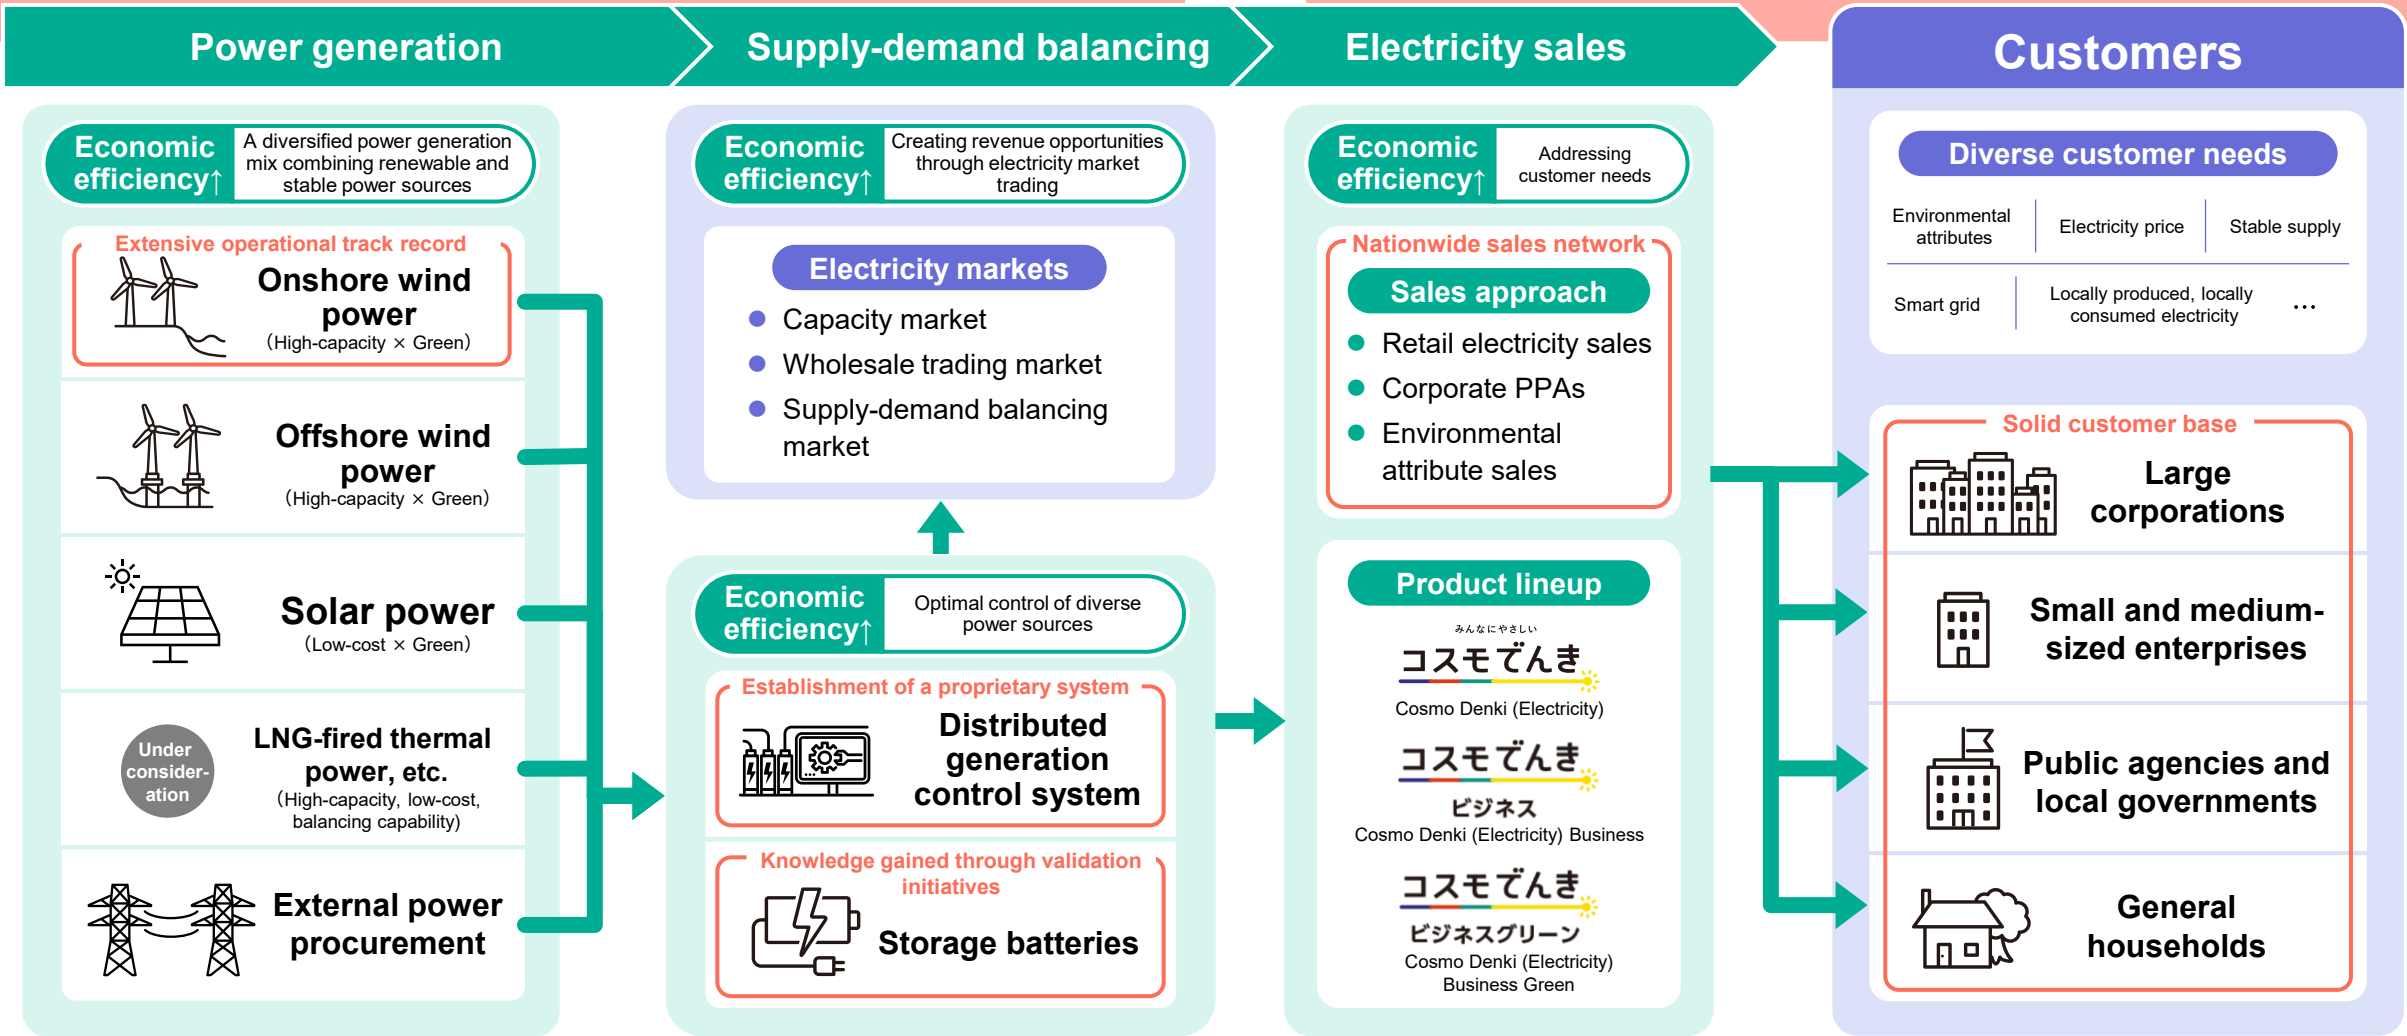 Power generation
Supply-demand balancing
Electricity sales
Customers
Economic
efficiency↑
A diversified power generation
mix combining renewable and
stable power sources
Extensive operational track record
Onshore wind
power
(High-capacity × Green)
Offshore wind
power
(High-capacity × Green)
Solar power
(Low-cost × Green)
Under
consider-
ation
LNG-fired thermal
power, etc.
(High-capacity, low-cost,
balancing capability)
External power
procurement
Economic
efficiency↑
Creating revenue opportunities
through electricity market
trading
Electricity markets
● Capacity market
● Wholesale trading market
● Supply-demand balancing
market
Economic
efficiency↑
Optimal control of diverse
power sources
Establishment of a proprietary system
Distributed
generation
control system
Knowledge gained through validation
initiatives
Storage batteries
Economic
efficiency↑
Addressing
customer needs
Nationwide sales network
Sales approach
● Retail electricity sales
● Corporate PPAs
● Environmental
attribute sales
Product lineup
みんなにやさしい
コスモでんき
Cosmo Denki (Electricity)
コスモでんき
ビジネス
Cosmo Denki (Electricity) Business
コスモでんき
ビジネスグリーン
Cosmo Denki (Electricity)
Business Green
Diverse customer needs
Environmental
attributes
Electricity price
Stable supply
Smart grid
Locally produced, locally
consumed electricity
…
Solid customer base
Large
corporations
Small and medium-
sized enterprises
Public agencies and
local governments
General
households